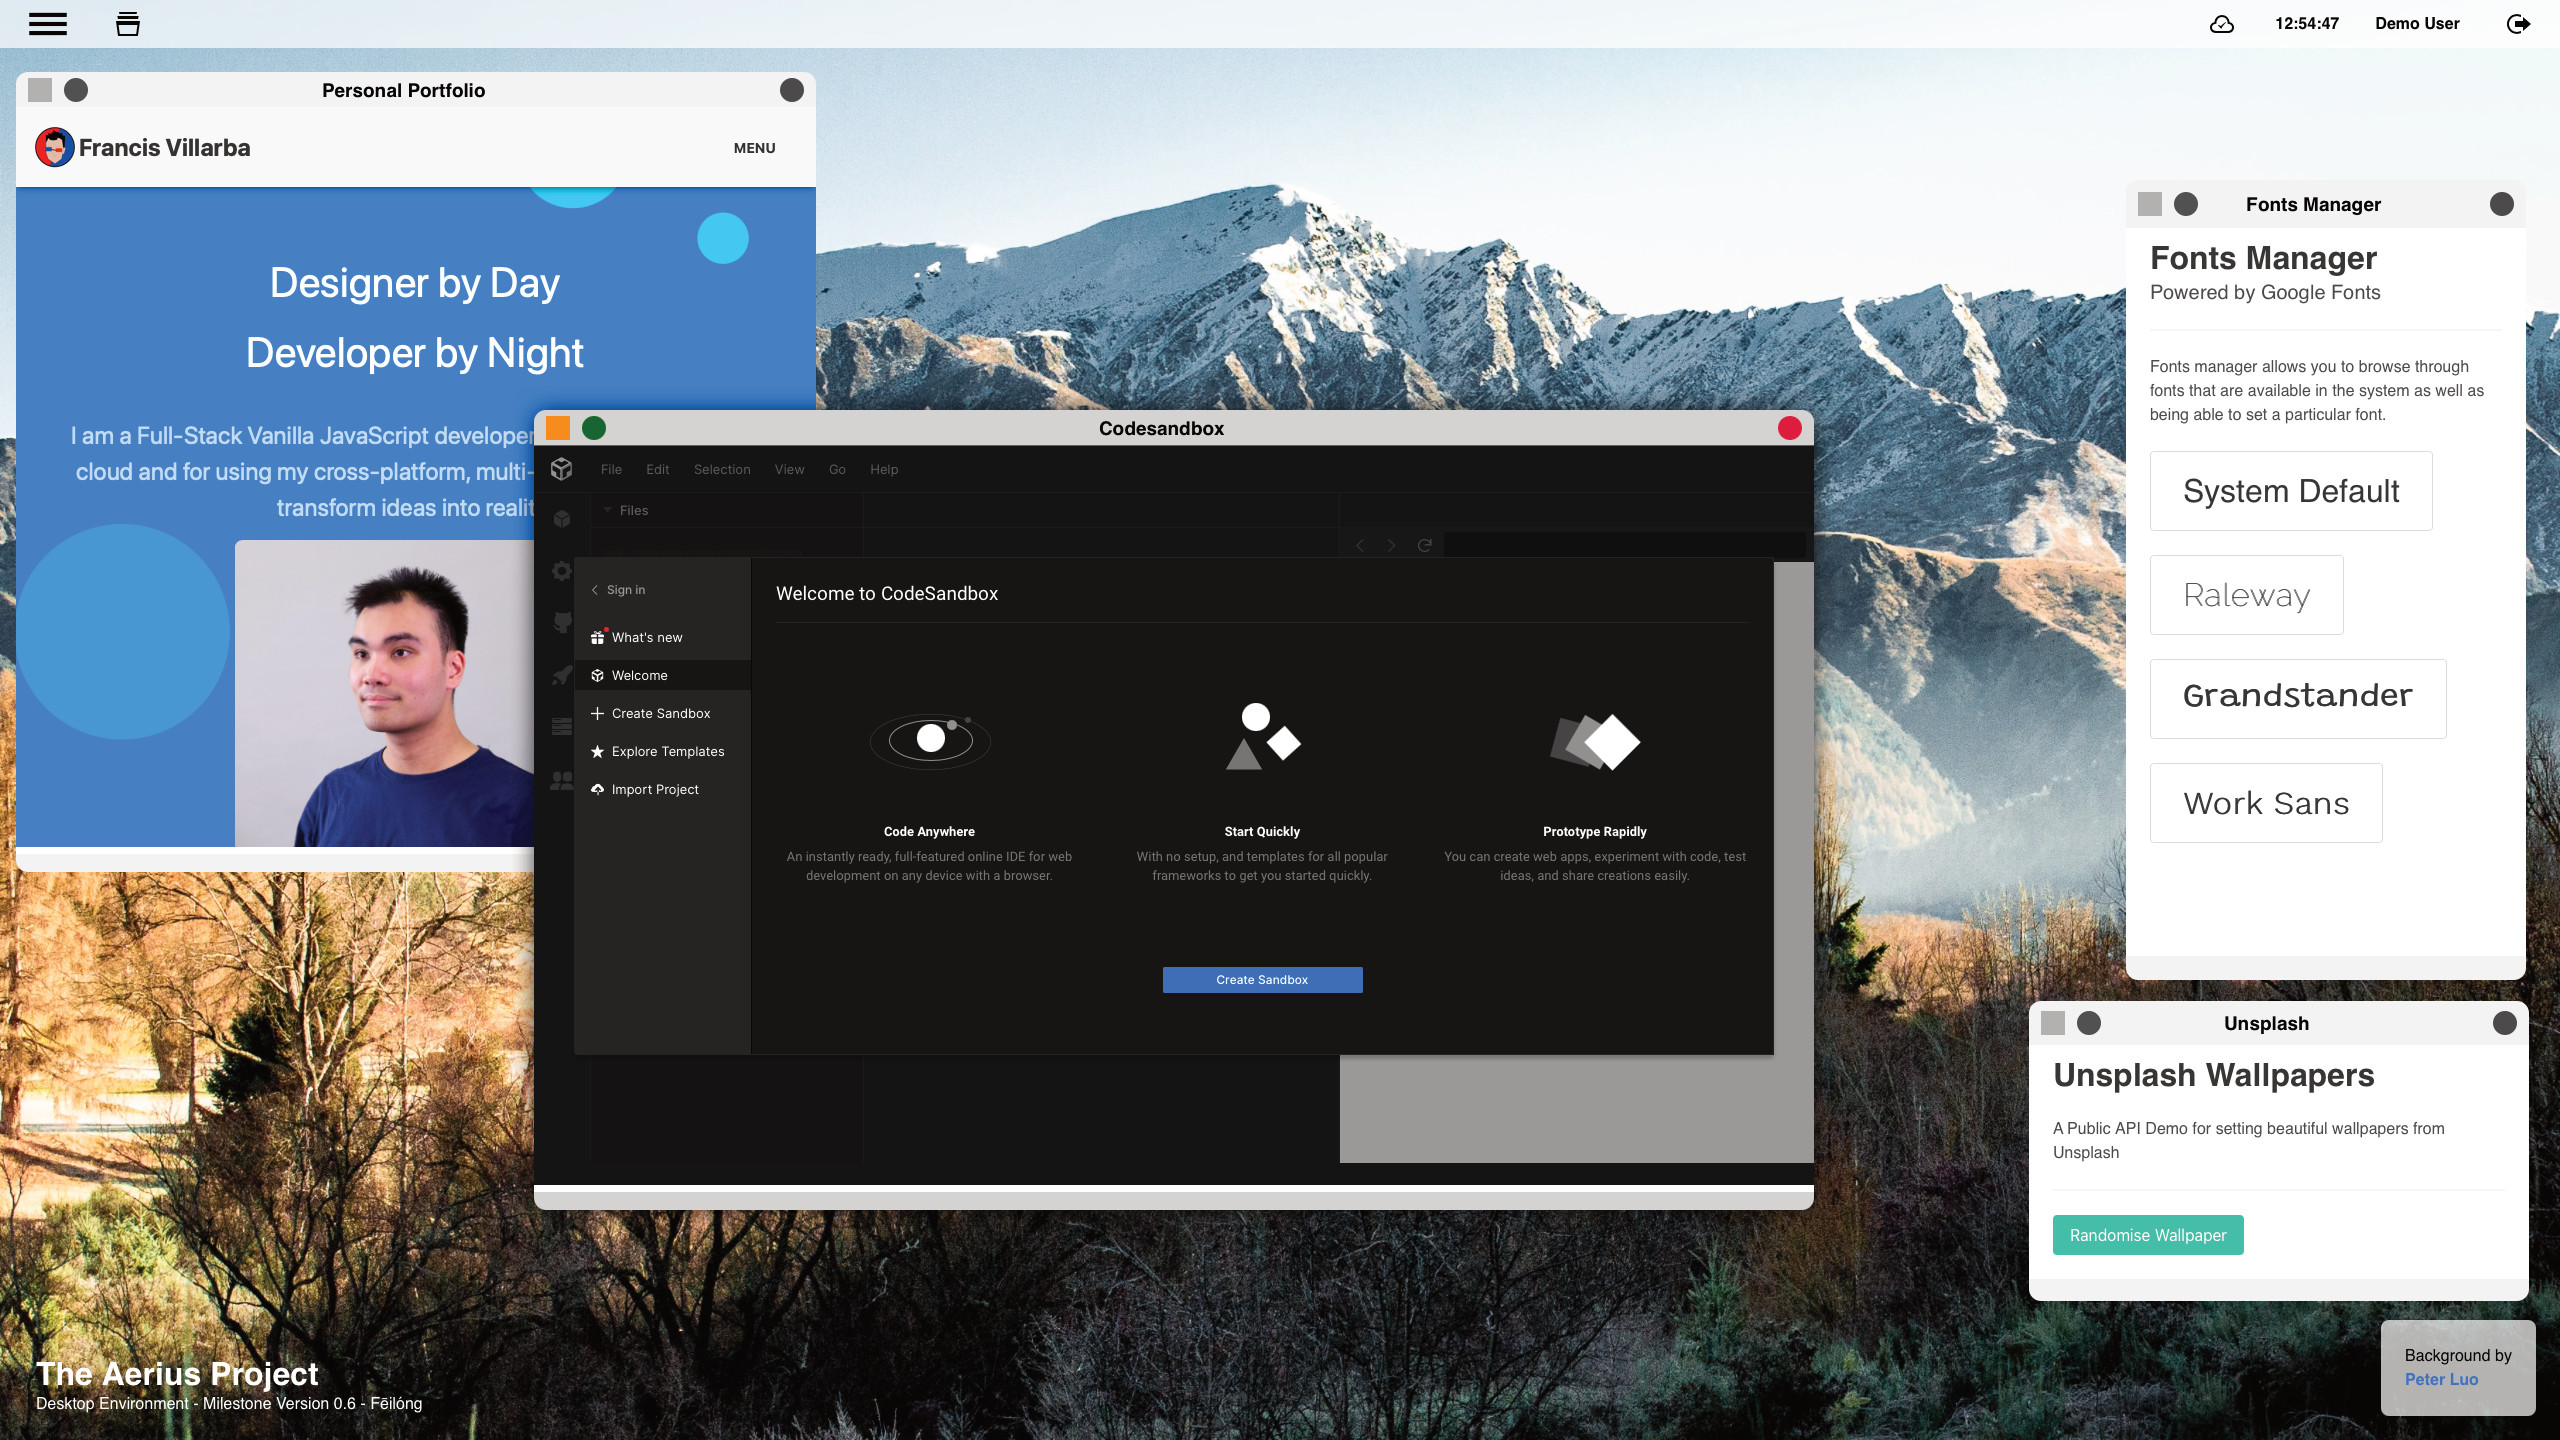 12:54:47
Demo User
Personal Portfolio
Francis Villarba
MENU
Designer by Day
Developer by Night
I am a Full-Stack Vanilla JavaScript developer
cloud and for using my cross-platform, multi-
transform ideas into realit
Codesandbox
File
Edit
Selection
View
Go
Help
Files
Sign in
What's new
Welcome
Create Sandbox
Explore Templates
Import Project
Welcome to CodeSandbox
Code Anywhere
An instantly ready, full-featured online IDE for web
development on any device with a browser.
Start Quickly
With no setup, and templates for all popular
frameworks to get you started quickly.
Prototype Rapidly
You can create web apps, experiment with code, test
ideas, and share creations easily.
Create Sandbox
Fonts Manager
Fonts Manager
Powered by Google Fonts
Fonts manager allows you to browse through
fonts that are available in the system as well as
being able to set a particular font.
System Default
Raleway
Grandstander
Work Sans
Unsplash
Unsplash Wallpapers
A Public API Demo for setting beautiful wallpapers from
Unsplash
Randomise Wallpaper
The Aerius Project
Desktop Environment - Milestone Version 0.6 - Fēilóng
Background by
Peter Luo